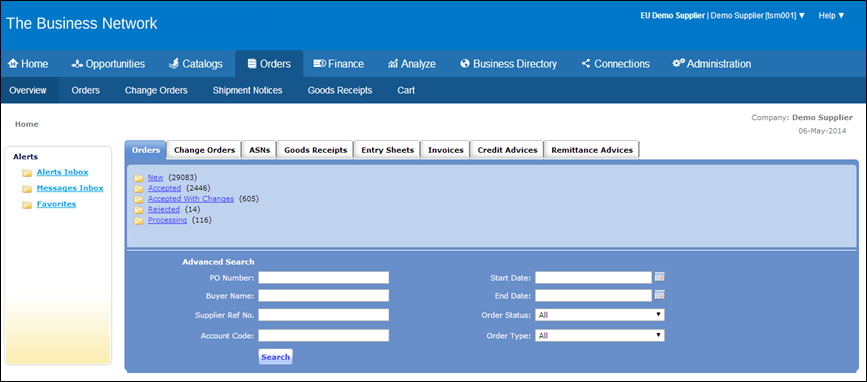 The Business Network
EU Demo Supplier | Demo Supplier [tsm001] ▼ Help ▼
Home Opportunities Catalogs Orders Finance Analyze Business Directory Connections Administration
Overview Orders Change Orders Shipment Notices Goods Receipts Cart
Home
Company: Demo Supplier
06-May-2014
Alerts
Alerts Inbox
Messages Inbox
Favorites
Orders Change Orders ASNs Goods Receipts Entry Sheets Invoices Credit Advices Remittance Advices
New (29083)
Accepted (2446)
Accepted With Changes (605)
Rejected (14)
Processing (116)
Advanced Search
PO Number: Start Date:
Buyer Name: End Date:
Supplier Ref No. Order Status: All
Account Code: Order Type: All
Search